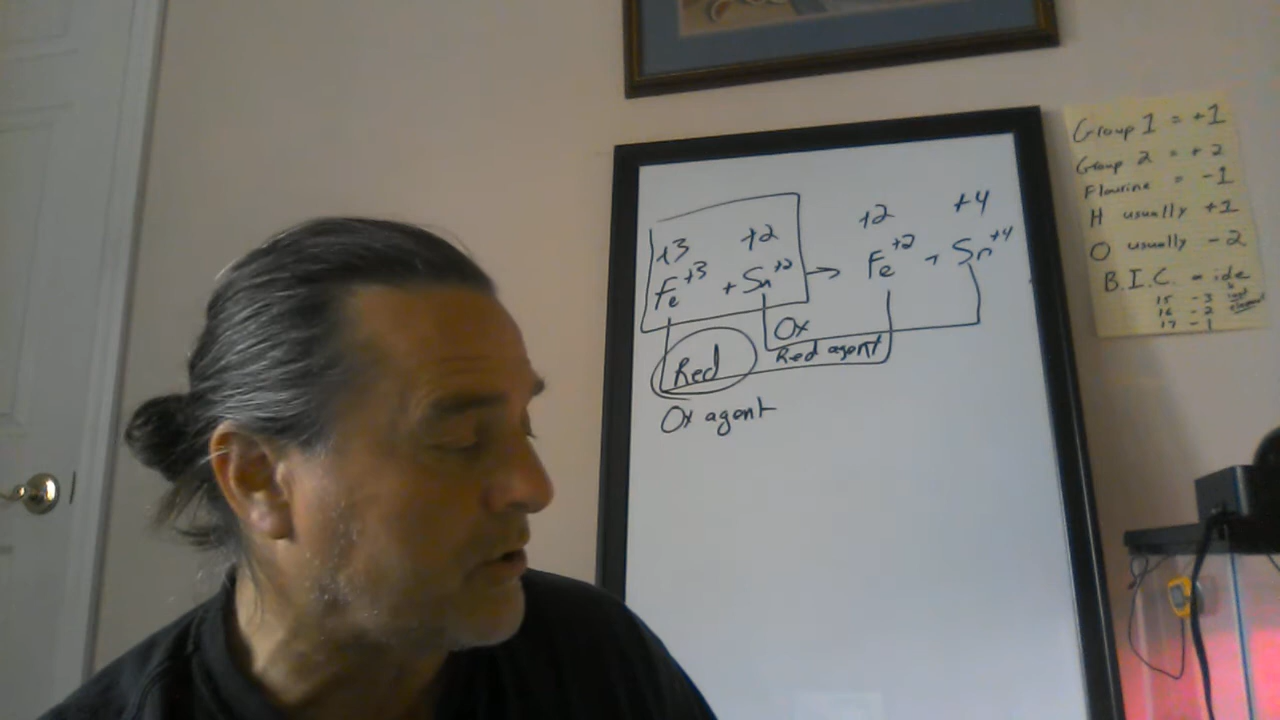 +3 +2 +2 +4
Fe+3 + Sn+2 → Fe+2 + Sn+4
Ox
Red Red agent
Ox agent
Group 1 = +1
Group 2 = +2
Flourine = -1
H usually +1
O usually -2
B.I.C = ide
15 -3
16 -2
17 -1